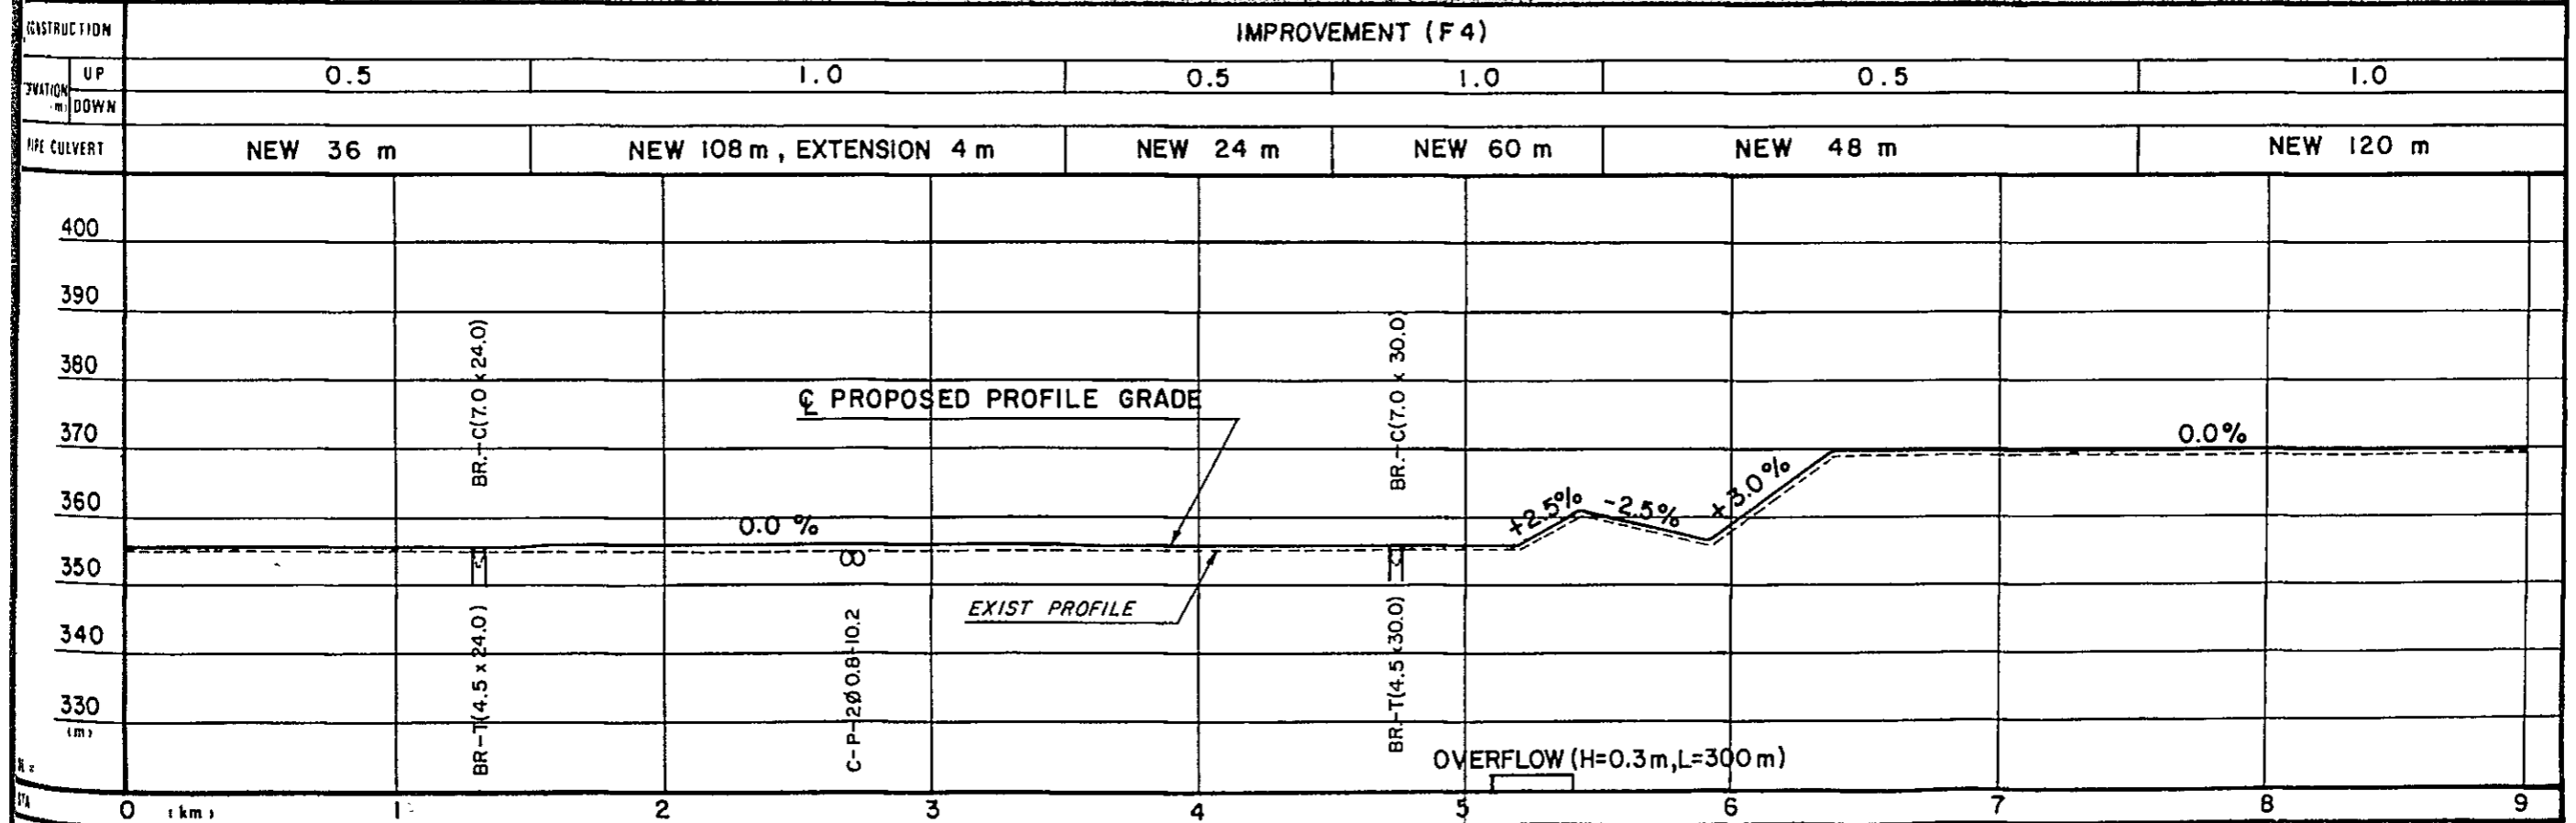 IMPROVEMENT (F4)
UP 0.5 1.0 0.5 1.0 0.5 1.0
DOWN
CULVERT NEW 36 m NEW 108 m, EXTENSION 4 m NEW 24 m NEW 60 m NEW 48 m NEW 120 m
400
390
380
370
360
350
340
330
(m)
BR.-C(7.0 x 24.0)
BR.-C(7.0 x 30.0)
℄ PROPOSED PROFILE GRADE
0.0 %
+2.5%
-2.5%
+3.0%
0.0%
EXIST PROFILE
BR-T(4.5 x 24.0)
C-P-2Ø0.8-10.2
BR-T(4.5 x 30.0)
OVERFLOW (H=0.3m,L=300m)
STA 0 (km) 1 2 3 4 5 6 7 8 9